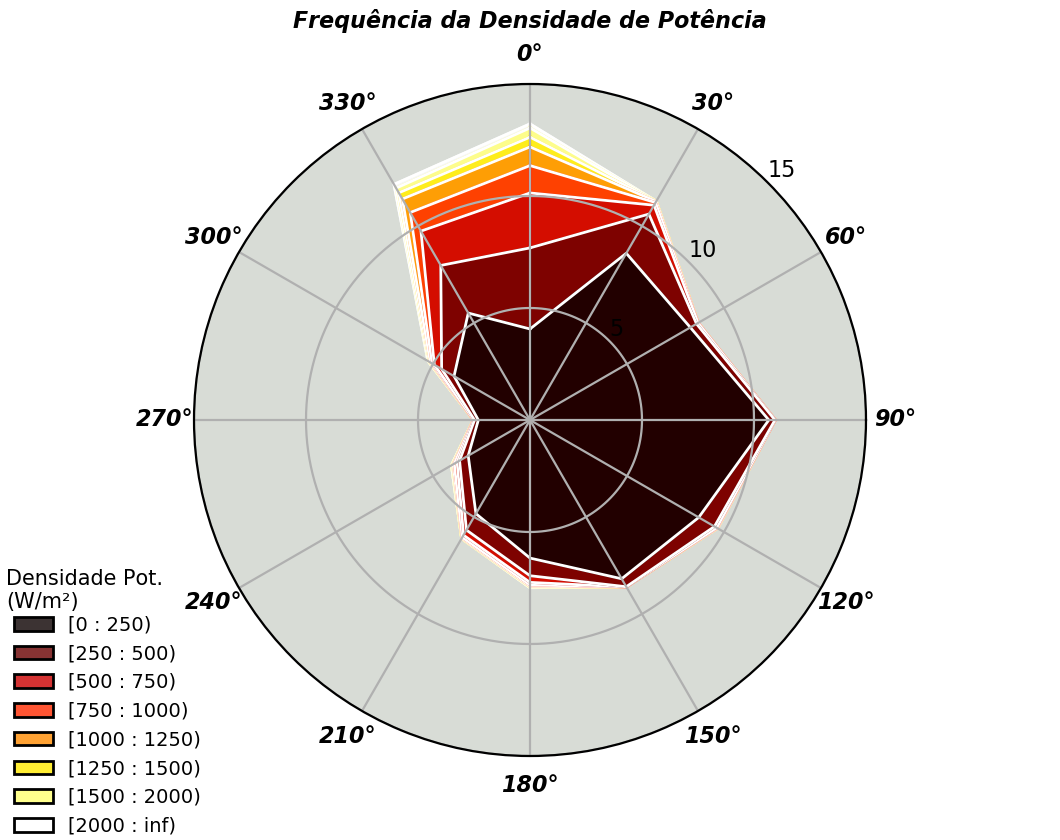 Frequência da Densidade de Potência
0°
330°
30°
15
300°
60°
10
5
270°
90°
Densidade Pot.
(W/m²)
240°
120°
[0 : 250)
[250 : 500)
[500 : 750)
[750 : 1000)
210°
150°
[1000 : 1250)
[1250 : 1500)
180°
[1500 : 2000)
[2000 : inf)